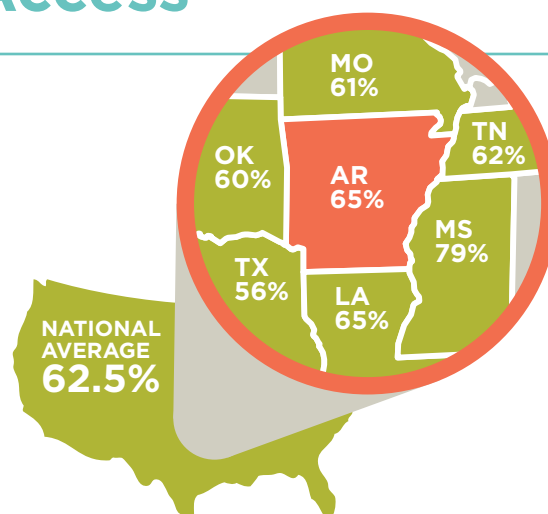 Access
MO
61%
TN
62%
OK
60%
AR
65%
MS
79%
TX
56%
LA
65%
NATIONAL
AVERAGE
62.5%